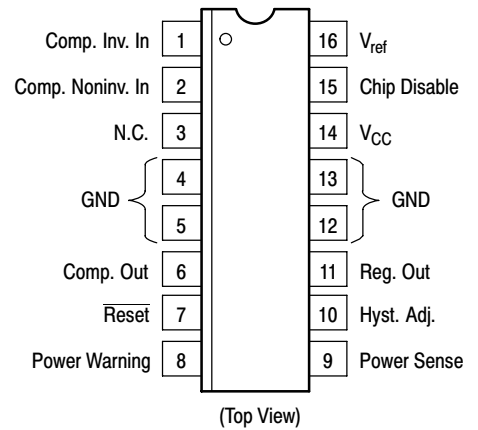 Comp. Inv. In 1 16 Vref
Comp. Noninv. In 2 15 Chip Disable
N.C. 3 14 VCC
4 13
GND GND
5 12
Comp. Out 6 11 Reg. Out
Reset 7 10 Hyst. Adj.
Power Warning 8 9 Power Sense
(Top View)